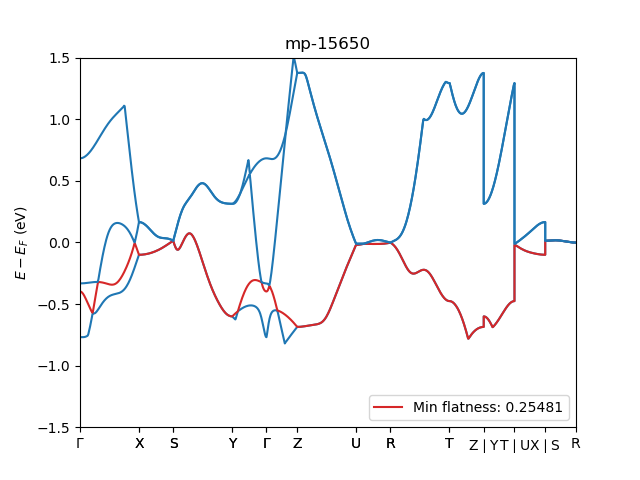 mp-15650
E − E_F (eV)
1.5
1.0
0.5
0.0
−0.5
−1.0
−1.5
Min flatness: 0.25481
Γ X S Y Γ Z U R T Z | Y T | U X | S R